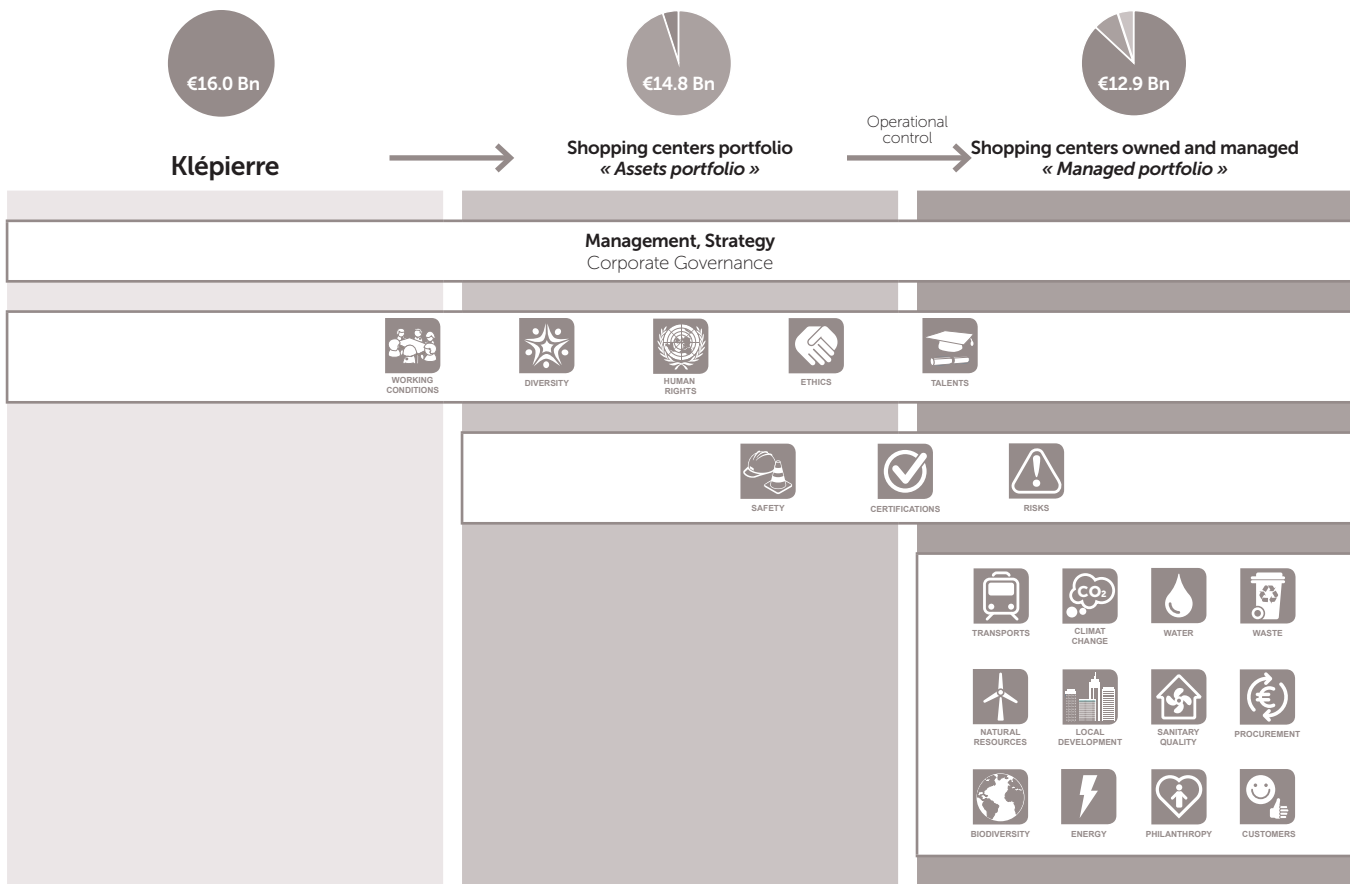 €16.0 Bn
€14.8 Bn
€12.9 Bn
Klépierre
Shopping centers portfolio
« Assets portfolio »
Operational
control
Shopping centers owned and managed
« Managed portfolio »
Management, Strategy
Corporate Governance
WORKING
CONDITIONS
DIVERSITY
HUMAN
RIGHTS
ETHICS
TALENTS
SAFETY
CERTIFICATIONS
RISKS
CO₂
TRANSPORTS
CLIMAT
CHANGE
WATER
WASTE
€
NATURAL
RESOURCES
LOCAL
DEVELOPMENT
SANITARY
QUALITY
PROCUREMENT
BIODIVERSITY
ENERGY
PHILANTHROPY
CUSTOMERS